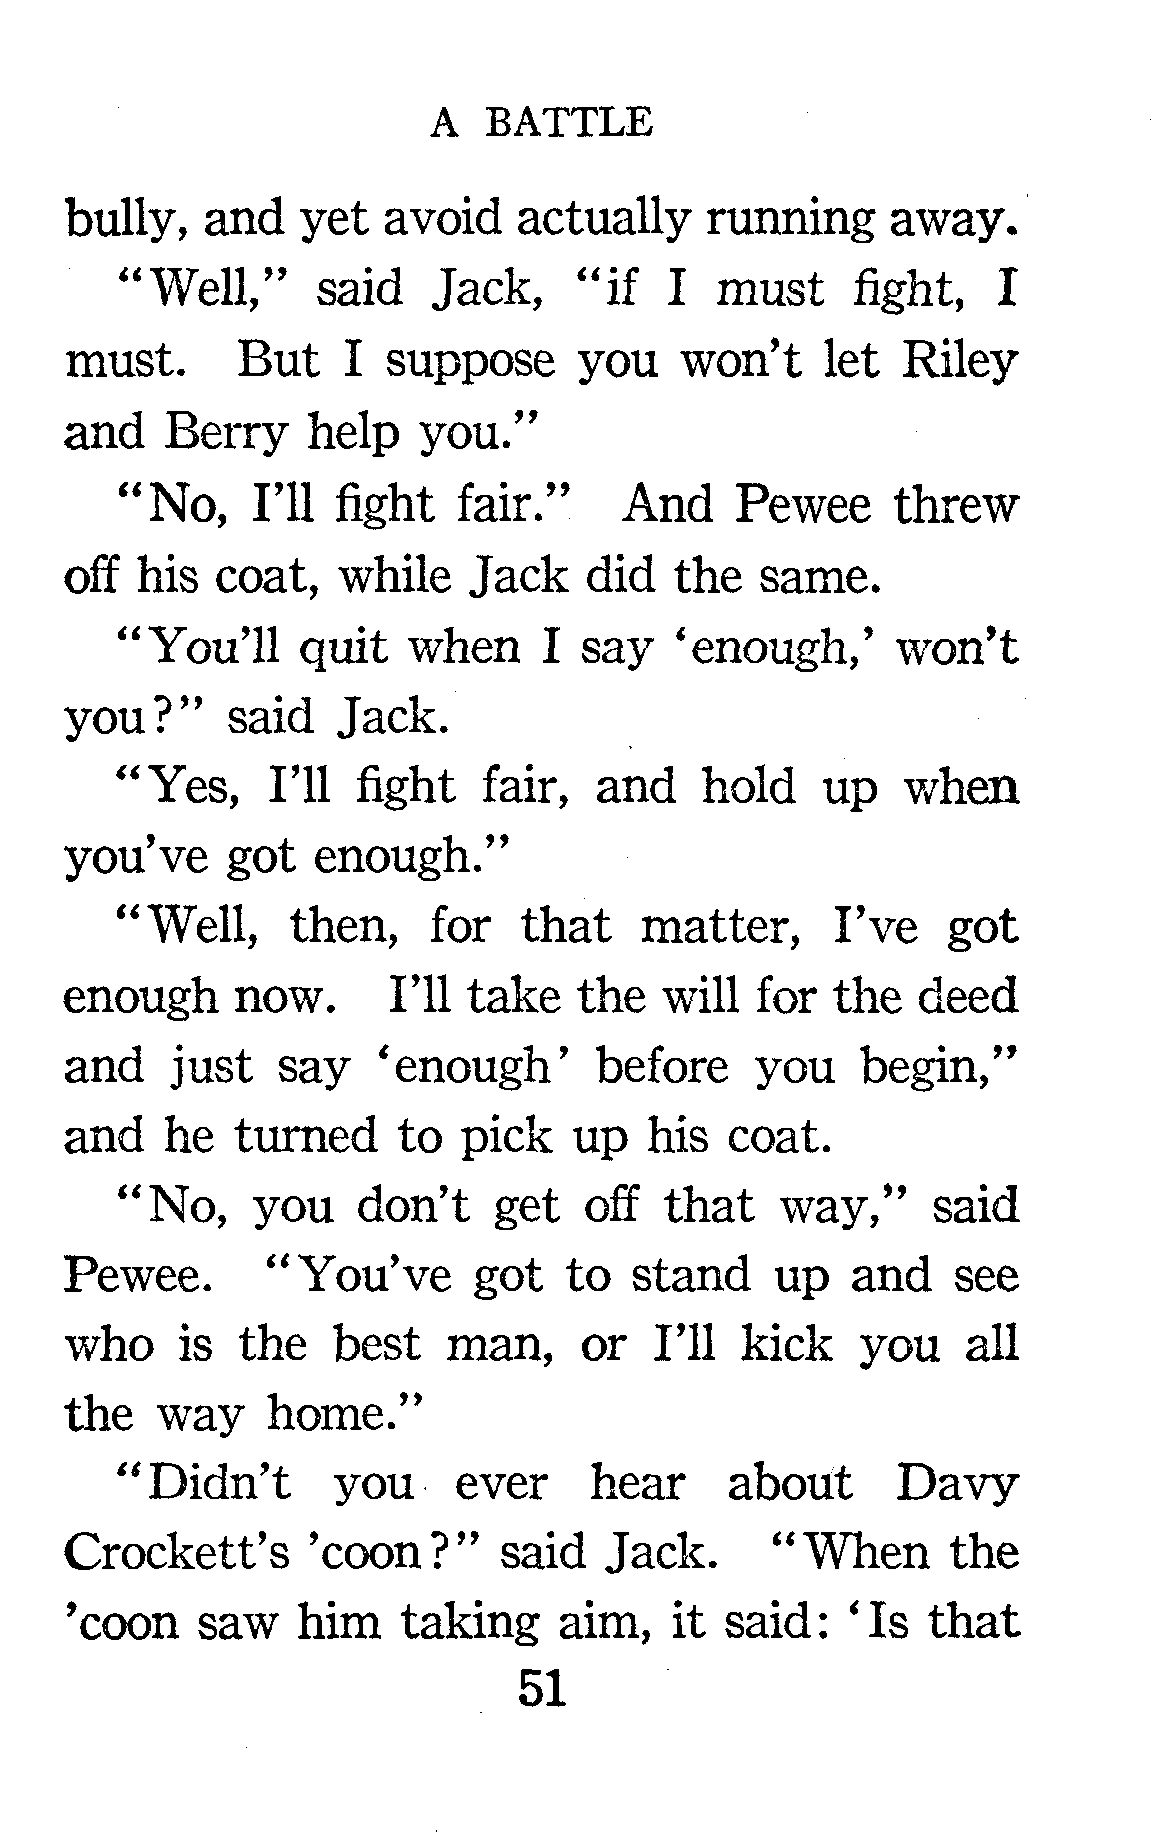 A BATTLE
bully, and yet avoid actually running away.
"Well," said Jack, "if I must fight, I
must. But I suppose you won't let Riley
and Berry help you."
"No, I'll fight fair." And Pewee threw
off his coat, while Jack did the same.
"You'll quit when I say 'enough,' won't
you?" said Jack.
"Yes, I'll fight fair, and hold up when
you've got enough."
"Well, then, for that matter, I've got
enough now. I'll take the will for the deed
and just say 'enough' before you begin,"
and he turned to pick up his coat.
"No, you don't get off that way," said
Pewee. "You've got to stand up and see
who is the best man, or I'll kick you all
the way home."
"Didn't you ever hear about Davy
Crockett's 'coon?" said Jack. "When the
'coon saw him taking aim, it said: 'Is that
51